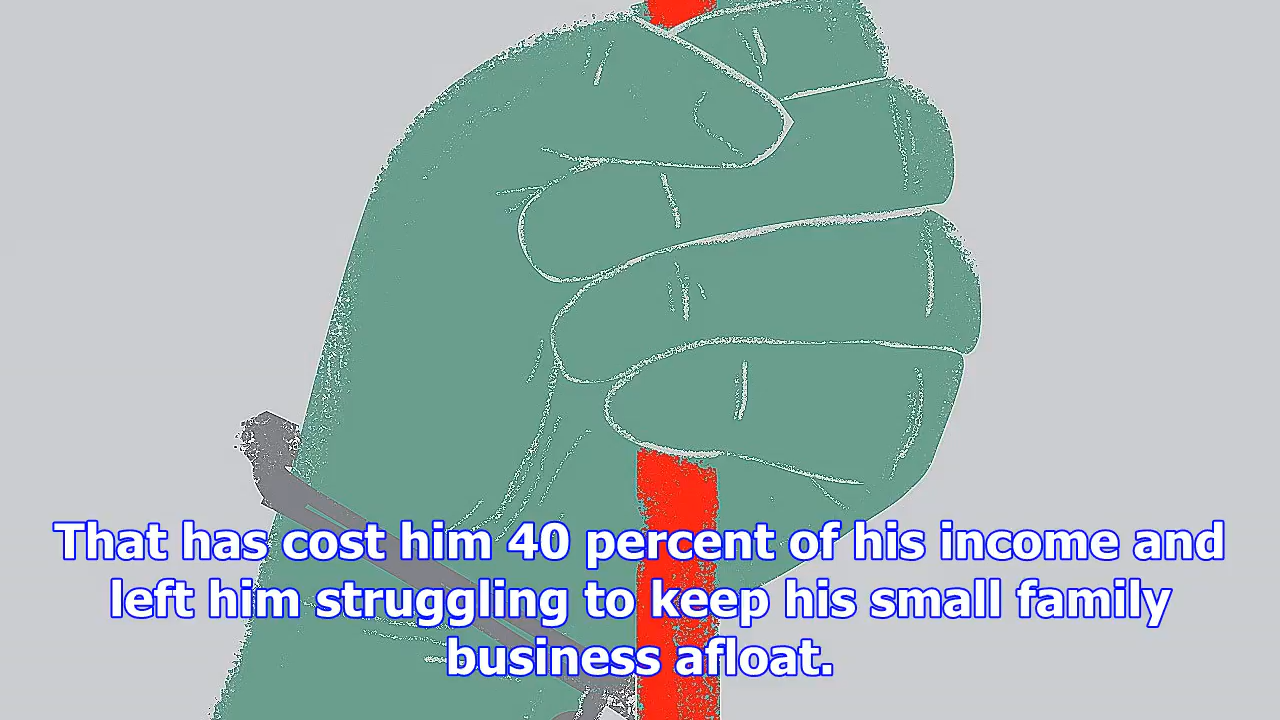 That has cost him 40 percent of his income and
left him struggling to keep his small family
business afloat.